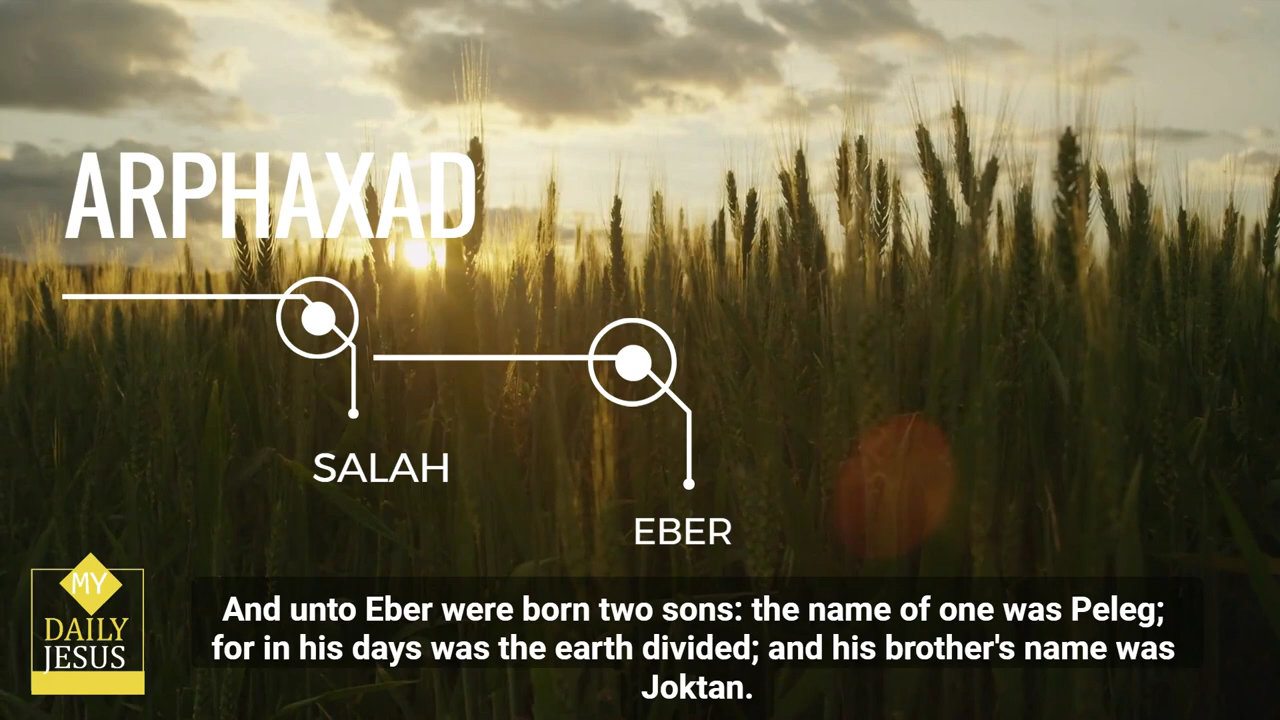 ARPHAXAD
SALAH
EBER
MY
DAILY
JESUS
And unto Eber were born two sons: the name of one was Peleg;
for in his days was the earth divided; and his brother's name was
Joktan.